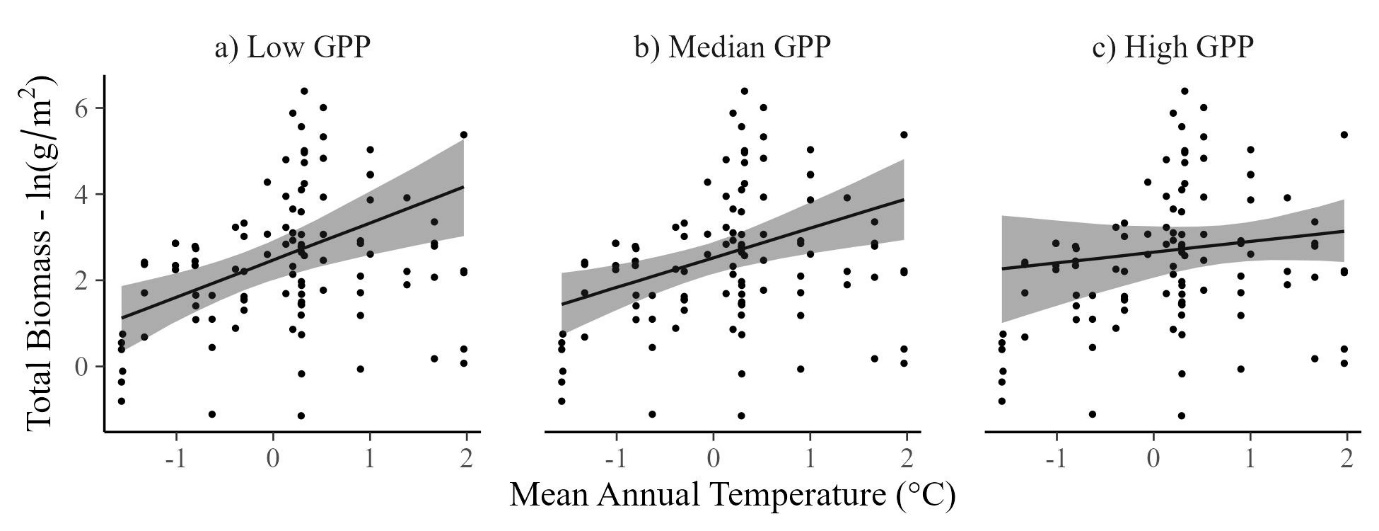 a) Low GPP
b) Median GPP
c) High GPP
Total Biomass - ln(g/m²)
6
4
2
0
-1 0 1 2
-1 0 1 2
-1 0 1 2
Mean Annual Temperature (°C)